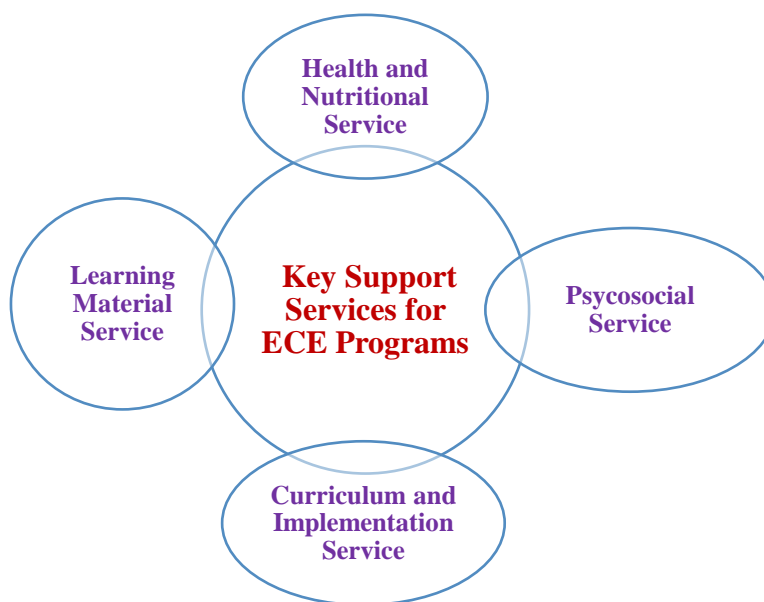 Health and
Nutritional
Service
Learning
Material
Service
Key Support
Services for
ECE Programs
Psycosocial
Service
Curriculum and
Implementation
Service